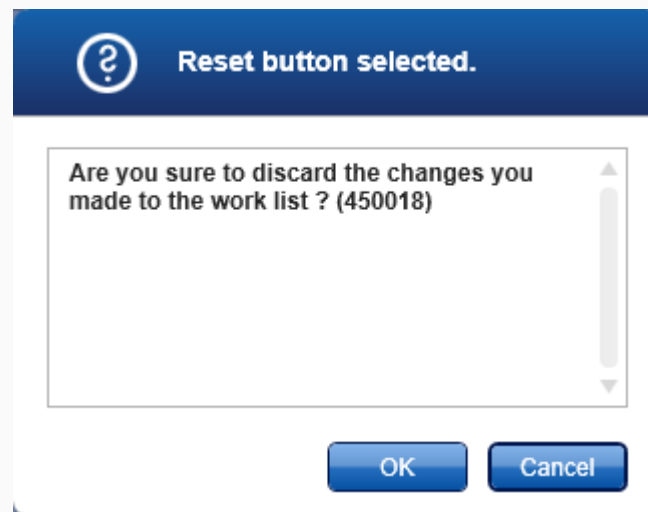 Reset button selected.
Are you sure to discard the changes you
made to the work list ? (450018)
OK
Cancel